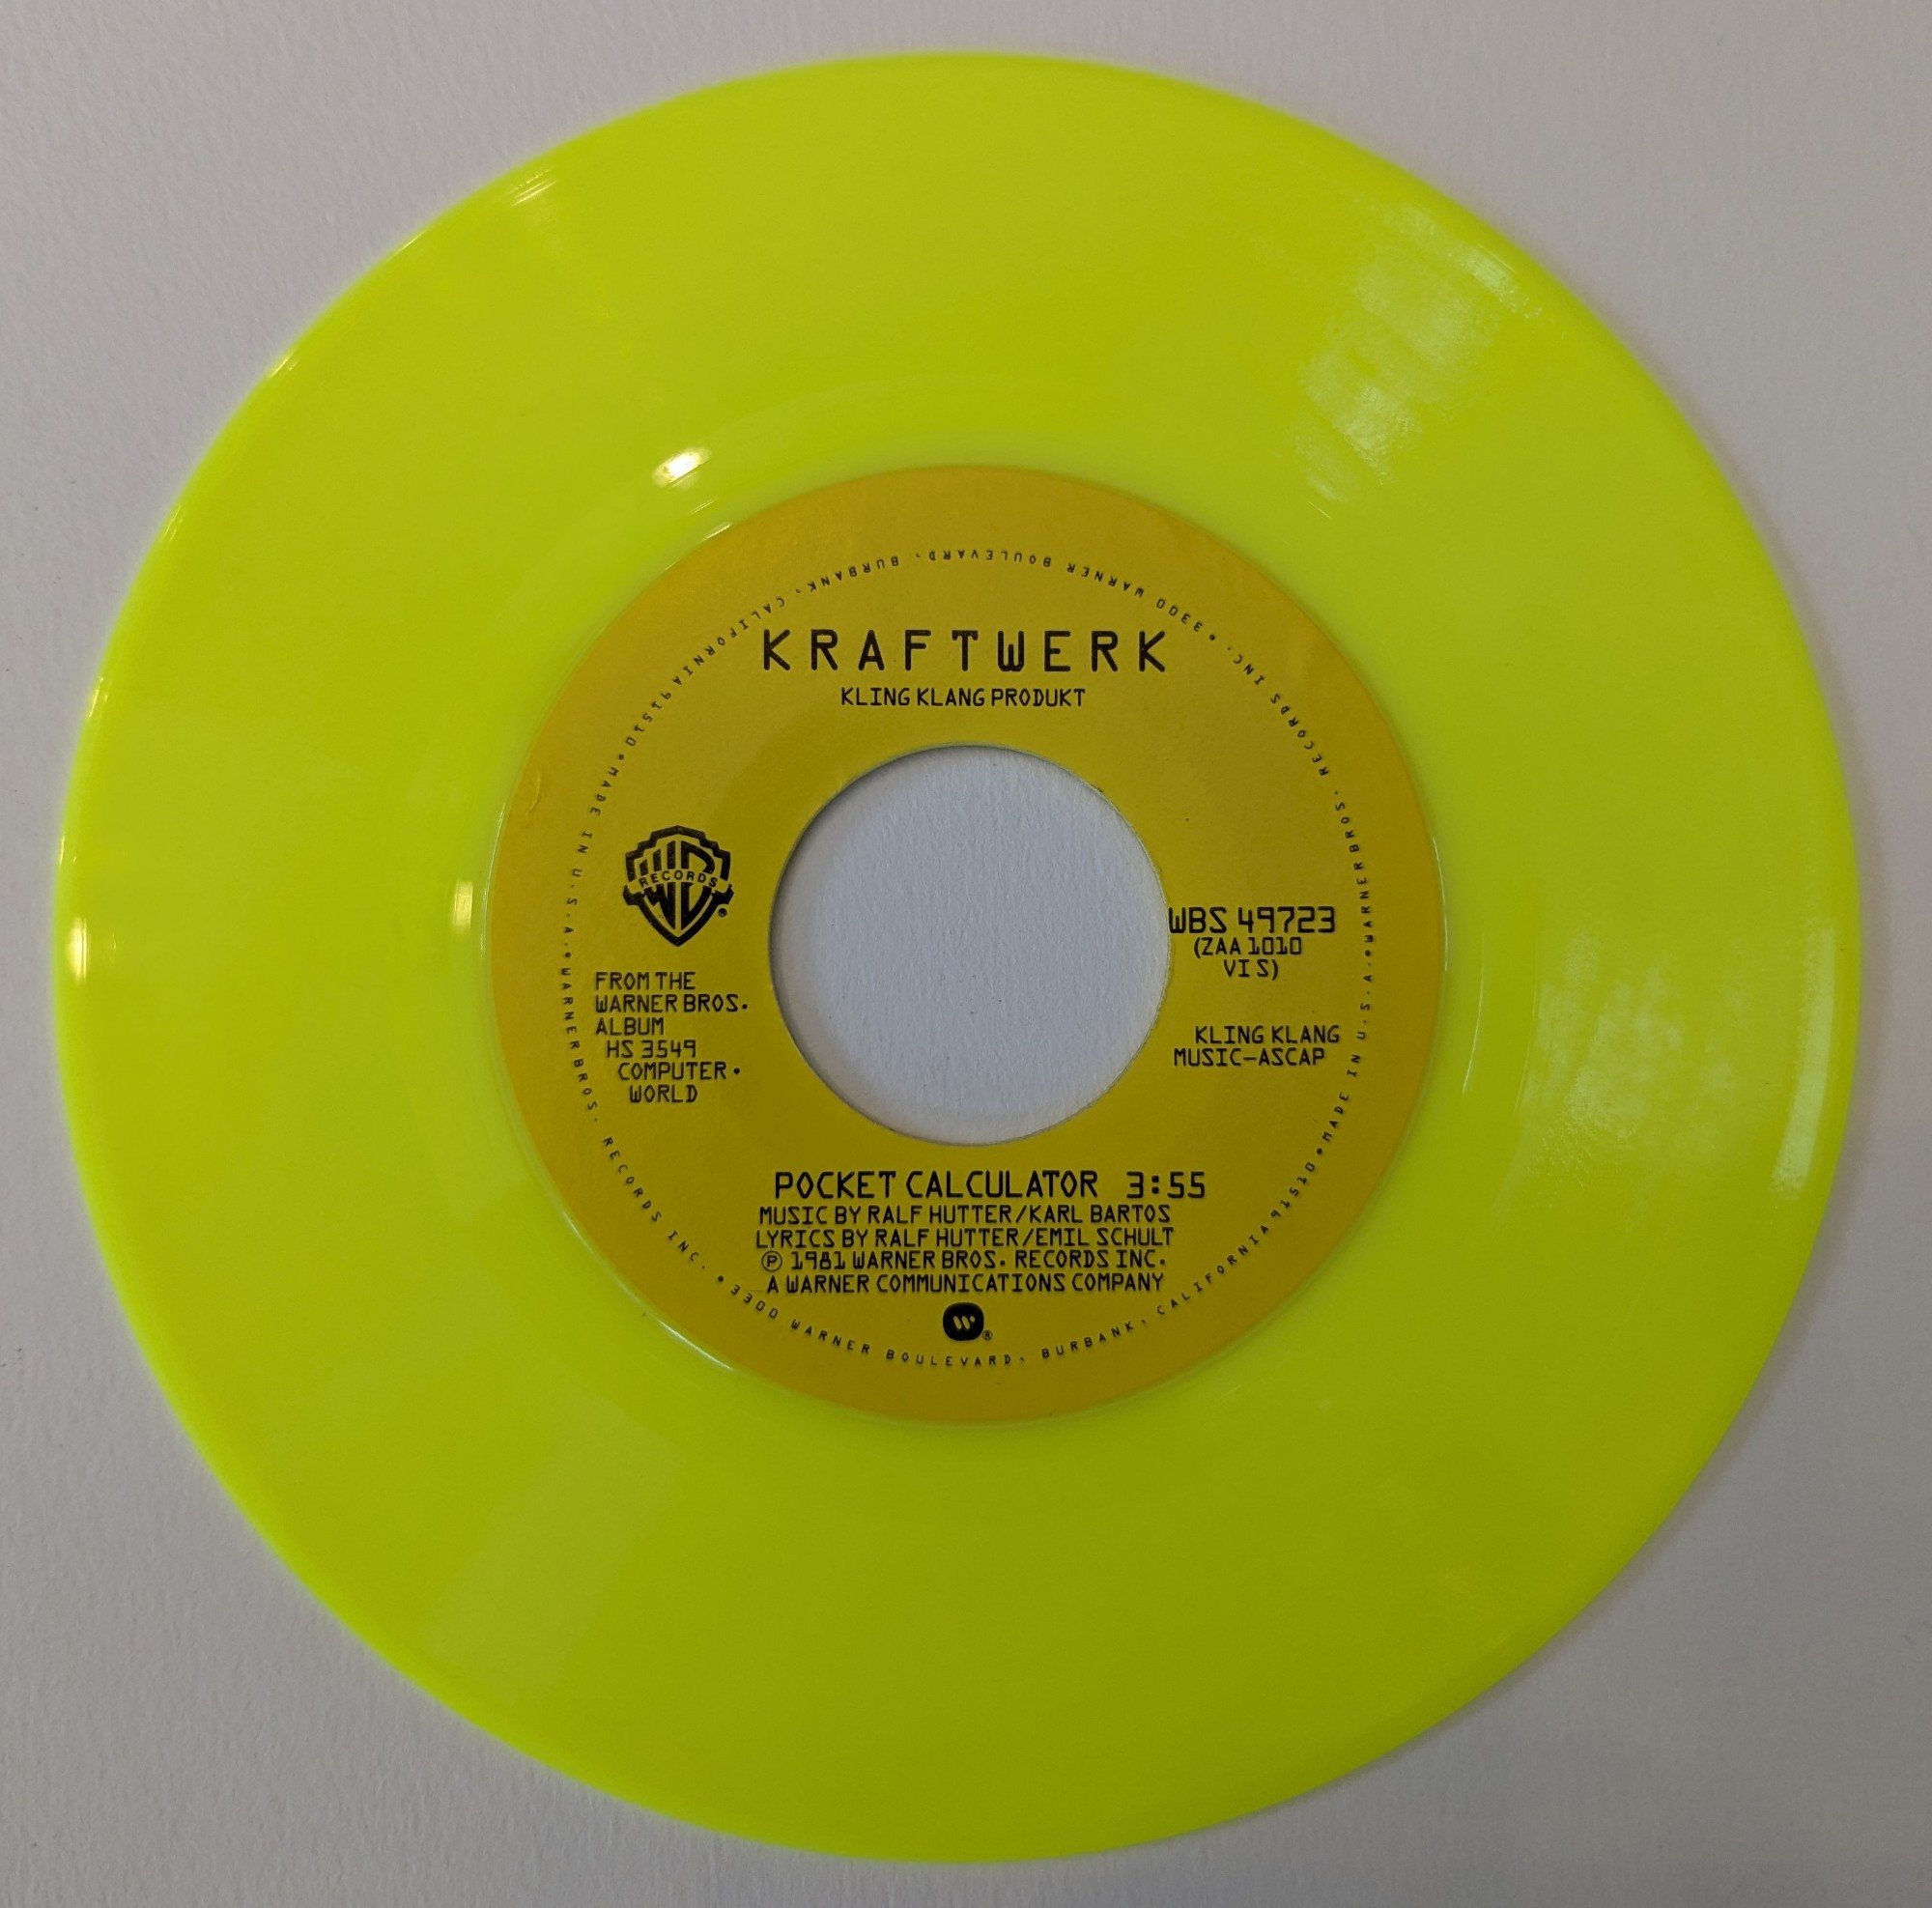 KRAFTWERK
KLING KLANG PRODUKT
WB RECORDS ®
FROM THE
WARNER BROS.
ALBUM
HS 3549
COMPUTER
WORLD
WBS 49723
(ZAA 1010
VI S)
KLING KLANG
MUSIC-ASCAP
POCKET CALCULATOR 3:55
MUSIC BY RALF HUTTER/KARL BARTOS
LYRICS BY RALF HUTTER/EMIL SCHULT
℗ 1981 WARNER BROS. RECORDS INC.
A WARNER COMMUNICATIONS COMPANY
W ®
WARNER BROS. RECORDS INC. • 3300 WARNER BOULEVARD, BURBANK, CALIFORNIA 91510 • MADE IN U.S.A. •
WARNER BROS. RECORDS INC. • 3300 WARNER BOULEVARD, BURBANK, CALIFORNIA 91510 • MADE IN U.S.A. •